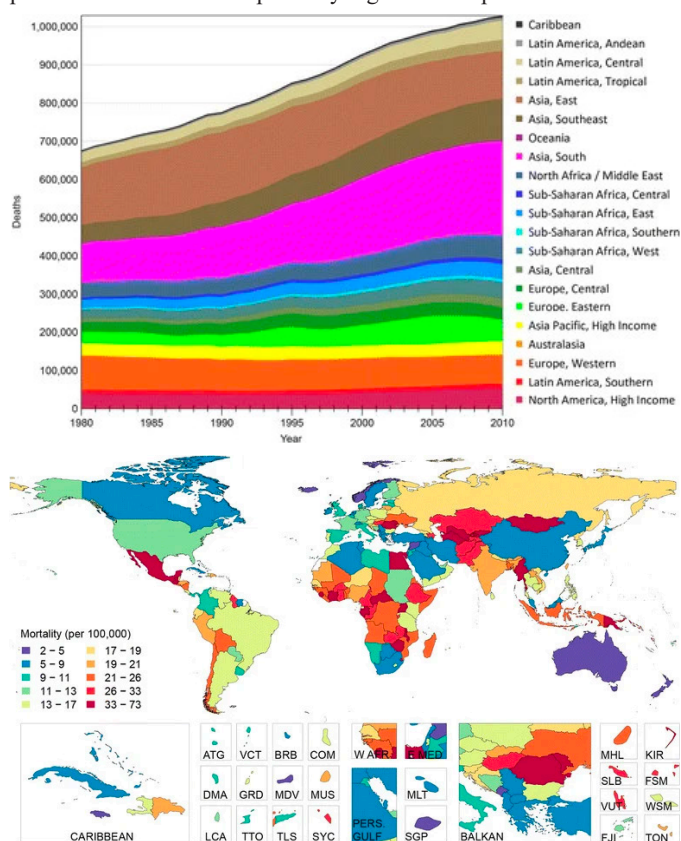 1,000,000
900,000
800,000
700,000
600,000
500,000
400,000
300,000
200,000
100,000
0
Deaths
1980 1985 1990 1995 2000 2005 2010
Year
Caribbean
Latin America, Andean
Latin America, Central
Latin America, Tropical
Asia, East
Asia, Southeast
Oceania
Asia, South
North Africa / Middle East
Sub-Saharan Africa, Central
Sub-Saharan Africa, East
Sub-Saharan Africa, Southern
Sub-Saharan Africa, West
Asia, Central
Europe, Central
Europe. Eastern
Asia Pacific, High Income
Australasia
Europe, Western
Latin America, Southern
North America, High Income
Mortality (per 100,000)
2 – 5 17 – 19
5 – 9 19 – 21
9 – 11 21 – 26
11 – 13 26 – 33
13 – 17 33 – 73
CARIBBEAN
ATG VCT BRB COM
DMA GRD MDV MUS
LCA TTO TLS SYC
W AFR. E MED.
PERS. GULF
MLT
SGP
BALKAN
MHL KIR
SLB FSM
VUT WSM
FJI TON